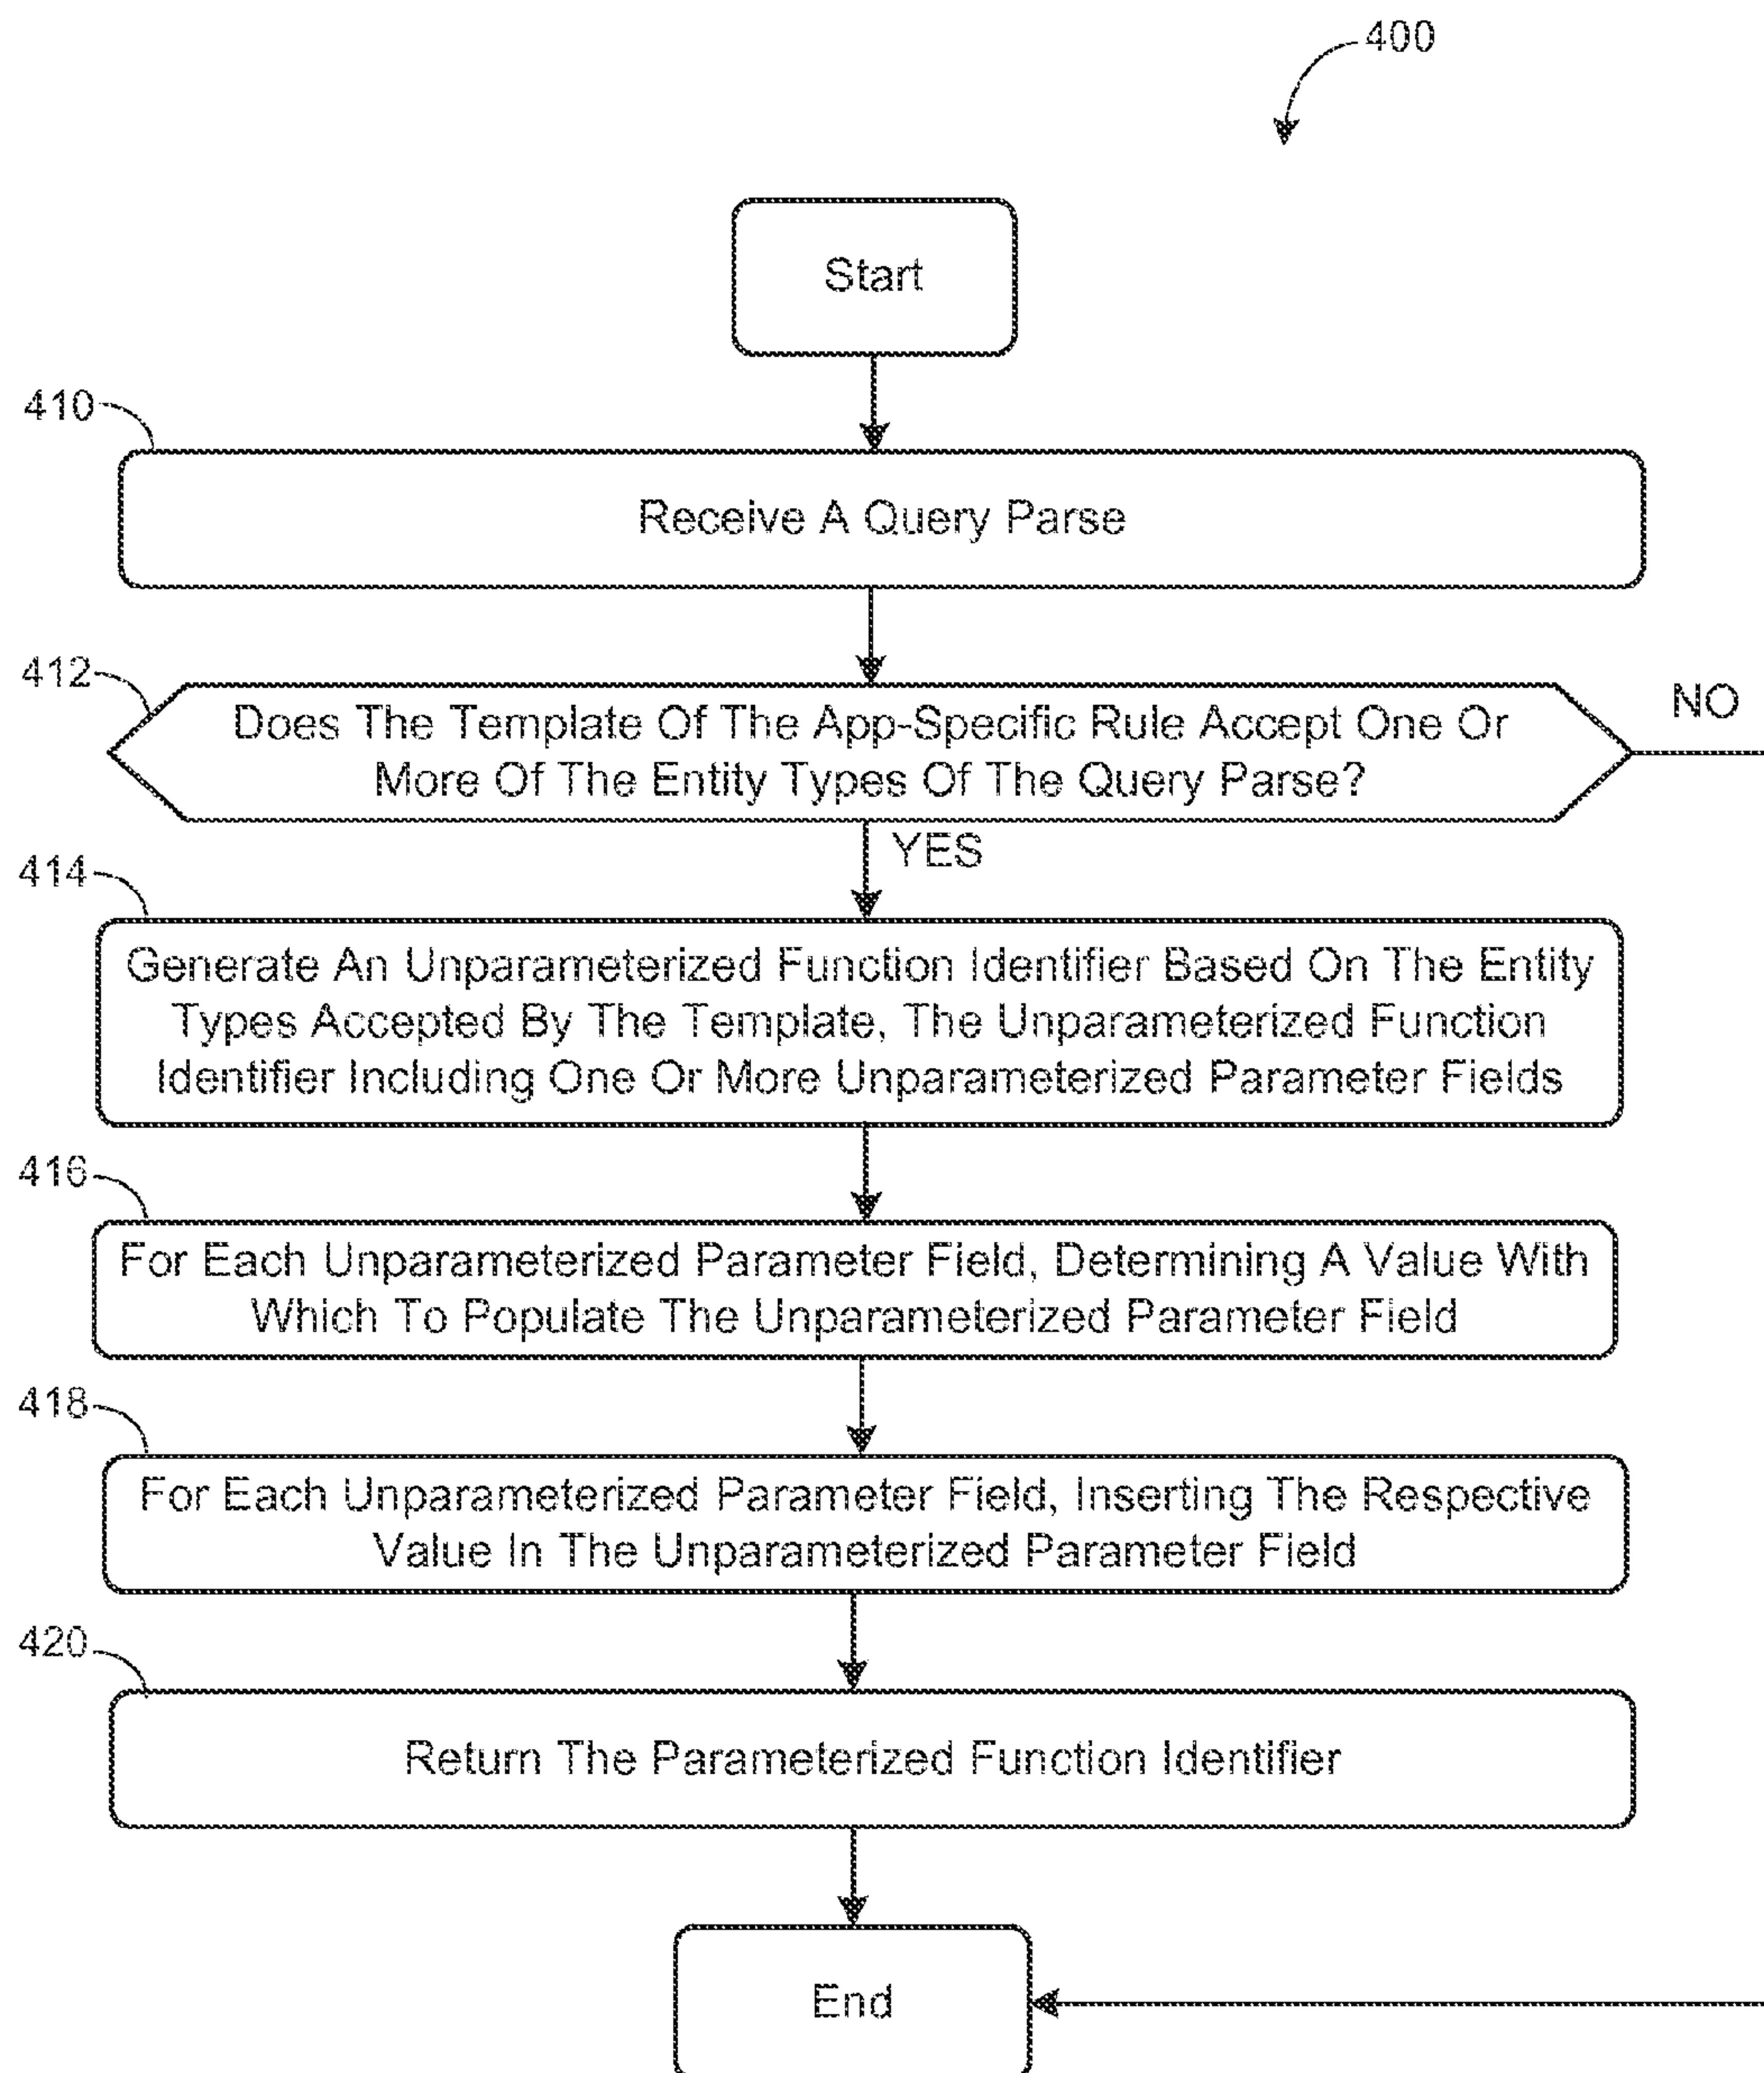 400
Start
410
Receive A Query Parse
412
Does The Template Of The App-Specific Rule Accept One Or
More Of The Entity Types Of The Query Parse?
NO
YES
414
Generate An Unparameterized Function Identifier Based On The Entity
Types Accepted By The Template, The Unparameterized Function
Identifier Including One Or More Unparameterized Parameter Fields
416
For Each Unparameterized Parameter Field, Determining A Value With
Which To Populate The Unparameterized Parameter Field
418
For Each Unparameterized Parameter Field, Inserting The Respective
Value In The Unparameterized Parameter Field
420
Return The Parameterized Function Identifier
End